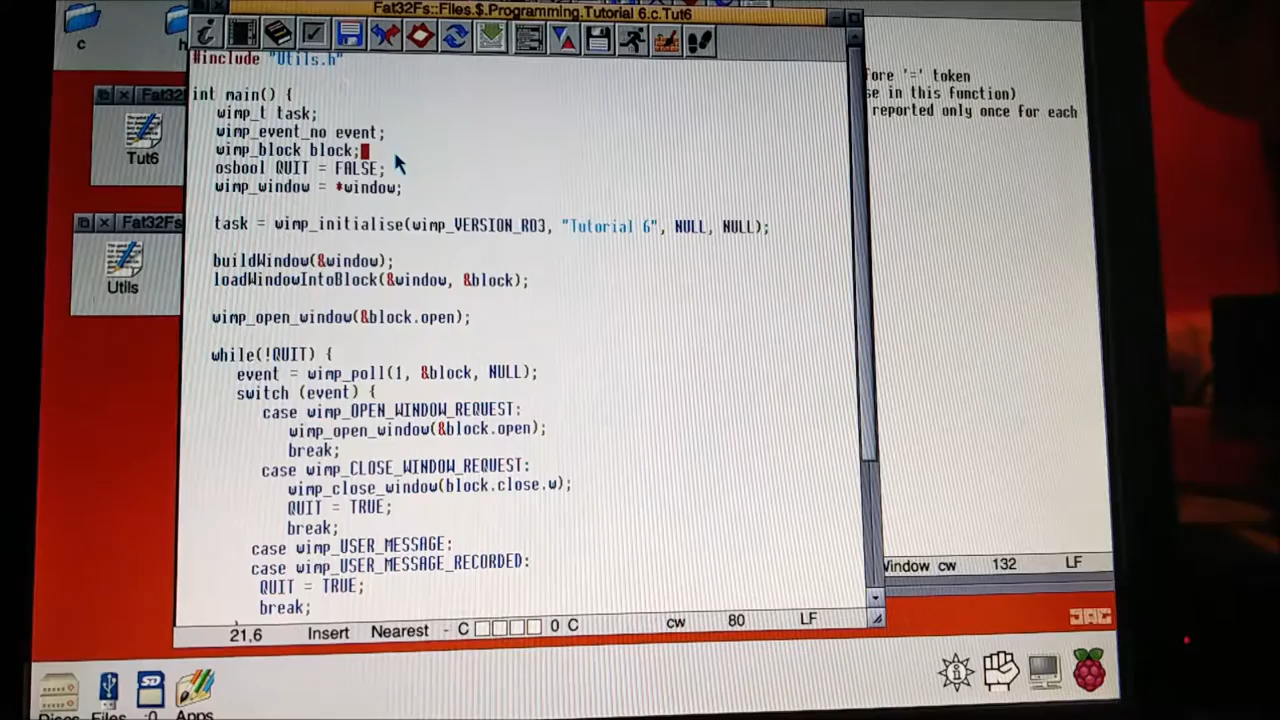 Fat32Fs::Files.$.Programming.Tutorial 6.c.Tut6
c
#include "Utils.h"
fore '=' token
se in this function)
reported only once for each
int main() {
wimp_t task;
wimp_event_no event;
wimp_block block;
osbool QUIT = FALSE;
wimp_window = *window;
task = wimp_initialise(wimp_VERSION_RO3, "Tutorial 6", NULL, NULL);
buildWindow(&window);
loadWindowIntoBlock(&window, &block);
wimp_open_window(&block.open);
while(!QUIT) {
event = wimp_poll(1, &block, NULL);
switch (event) {
case wimp_OPEN_WINDOW_REQUEST:
wimp_open_window(&block.open);
break;
case wimp_CLOSE_WINDOW_REQUEST:
wimp_close_window(block.close.w);
QUIT = TRUE;
break;
case wimp_USER_MESSAGE:
case wimp_USER_MESSAGE_RECORDED:
QUIT = TRUE;
break;
Fat32
Tut6
Fat32Fs
Utils
21,6 Insert Nearest - C 0 C cw 80 LF
Window cw 132 LF
Discs Files :0 Apps
SD